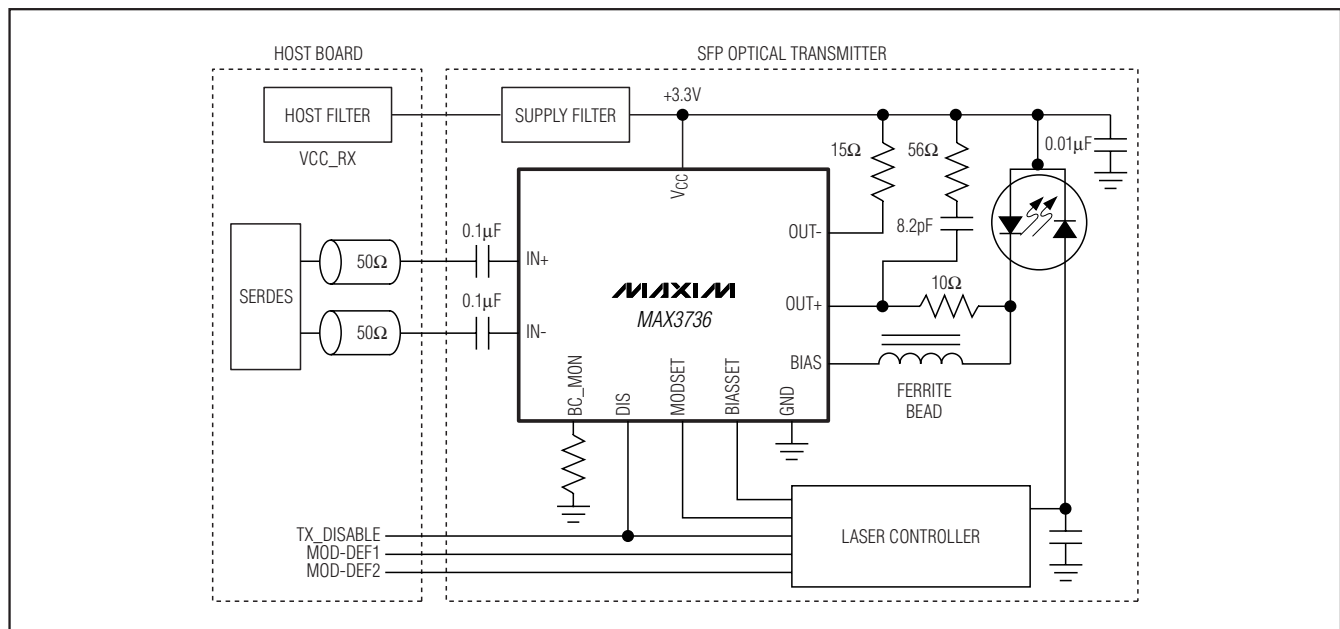 HOST BOARD
SFP OPTICAL TRANSMITTER
HOST FILTER
VCC_RX
SUPPLY FILTER
+3.3V
15Ω
56Ω
0.01µF
VCC
OUT-
8.2pF
SERDES
50Ω
0.1µF
IN+
50Ω
0.1µF
IN-
MAXIM
MAX3736
OUT+
10Ω
BIAS
FERRITE
BEAD
BC_MON
DIS
MODSET
BIASSET
GND
TX_DISABLE
MOD-DEF1
MOD-DEF2
LASER CONTROLLER